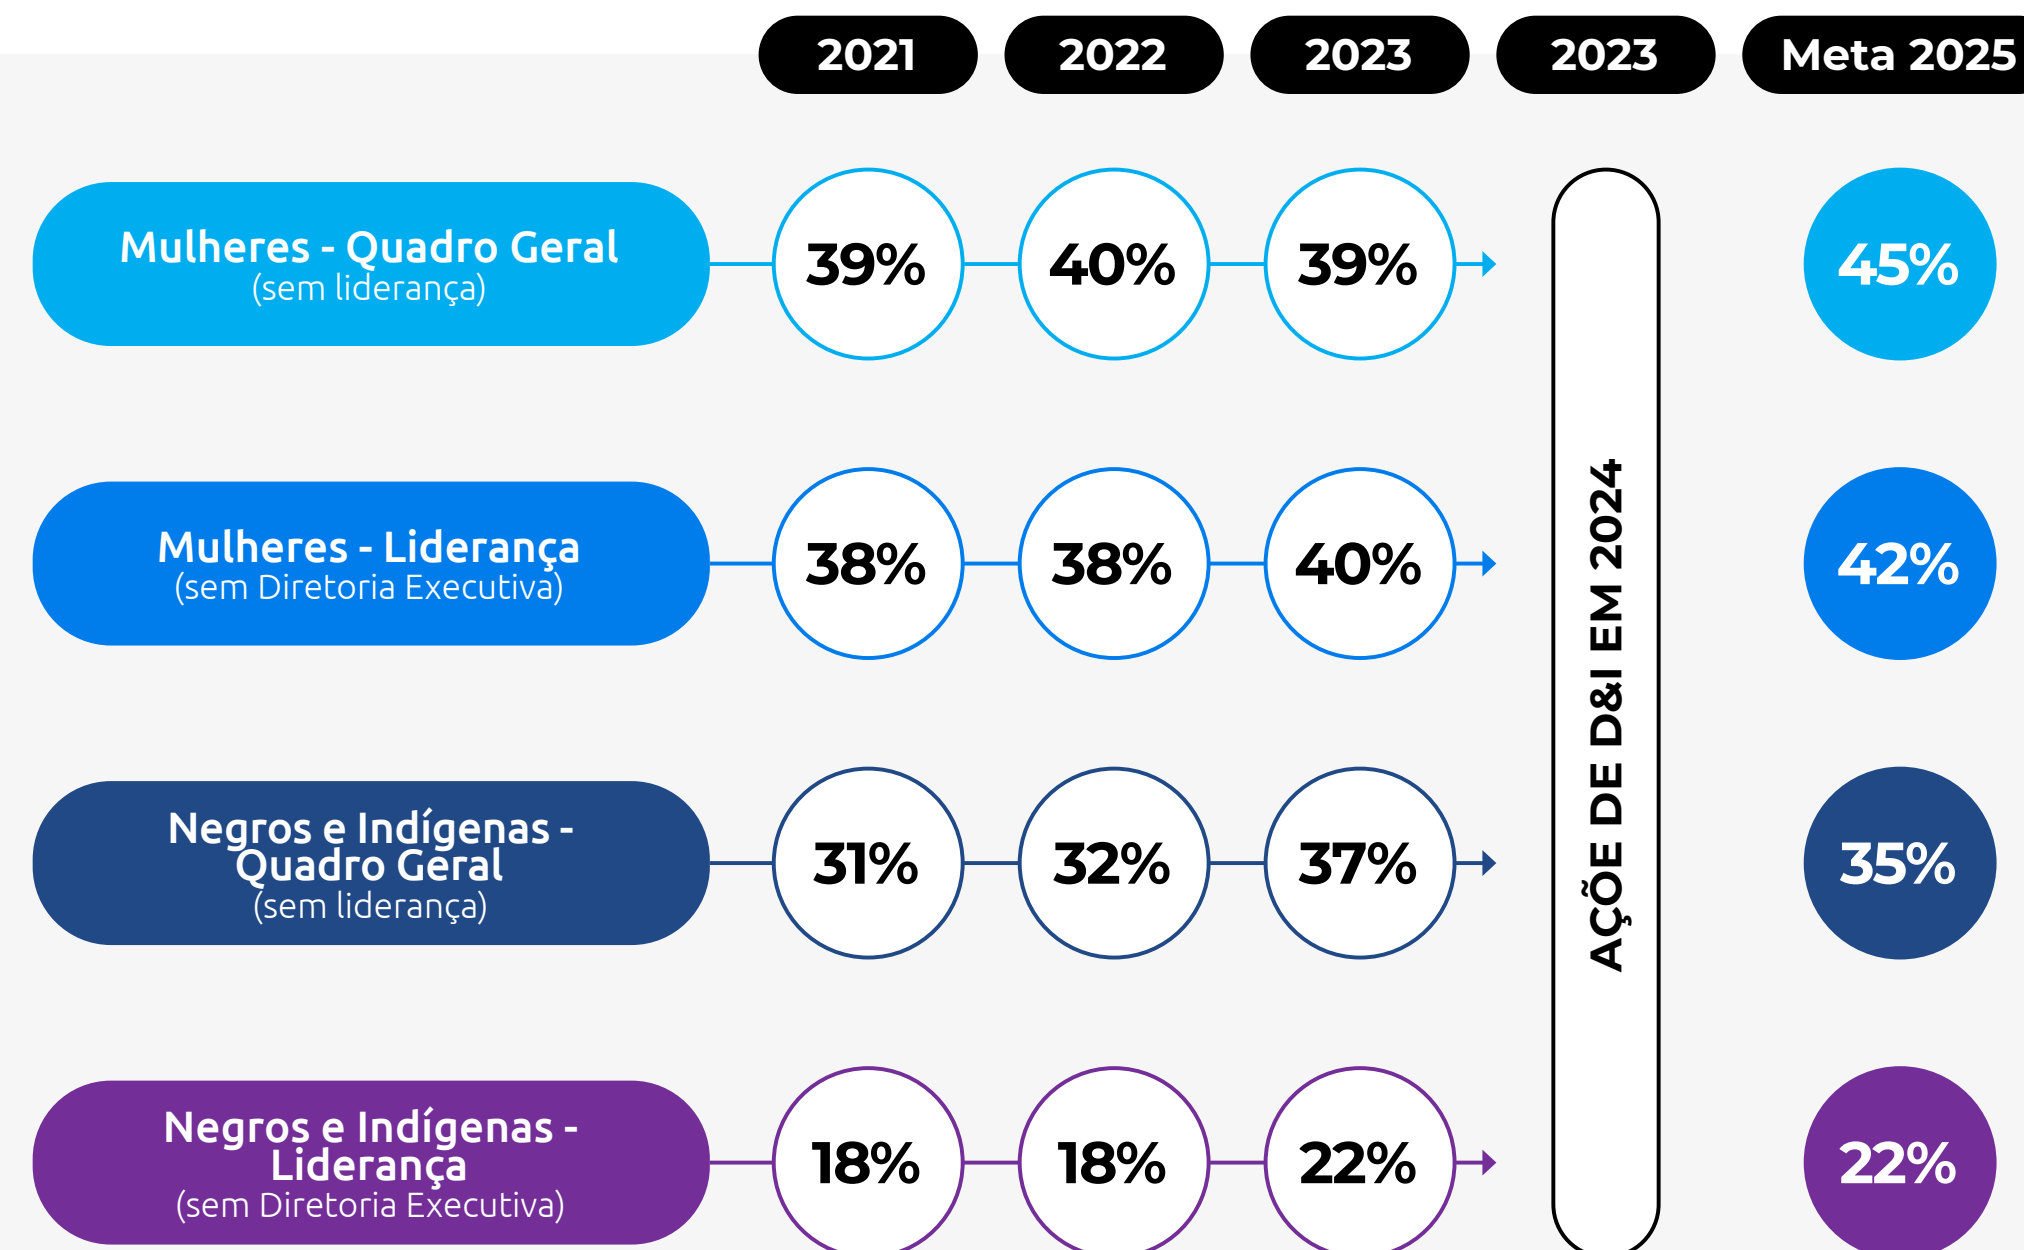 2021 2022 2023 2023 Meta 2025
Mulheres - Quadro Geral
(sem liderança)
39% 40% 39% 45%
Mulheres - Liderança
(sem Diretoria Executiva)
38% 38% 40% 42%
Negros e Indígenas -
Quadro Geral
(sem liderança)
31% 32% 37% 35%
Negros e Indígenas -
Liderança
(sem Diretoria Executiva)
18% 18% 22% 22%
AÇÕE DE D&I EM 2024